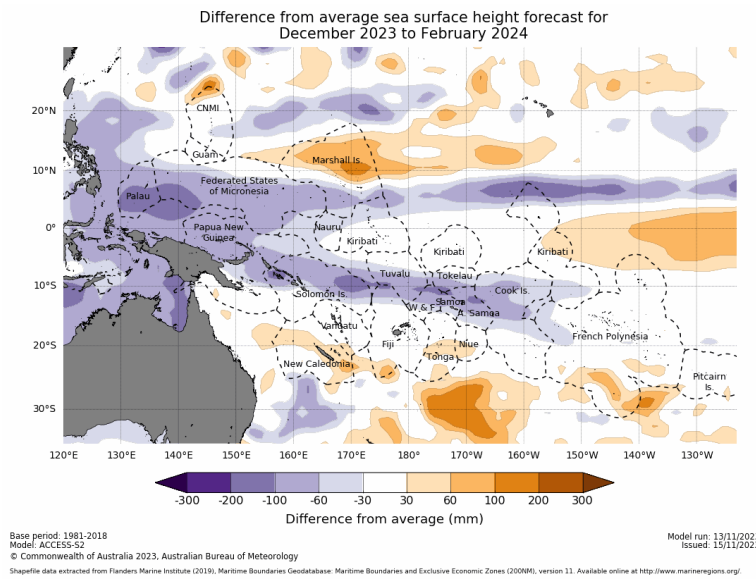 Difference from average sea surface height forecast for
December 2023 to February 2024
20°N
10°N
0°
10°S
20°S
30°S
CNMI
Guam
Marshall Is.
Federated States
of Micronesia
Palau
Papua New
Guinea
Nauru
Kiribati
Kiribati
Kiribati
Tuvalu
Tokelau
Solomon Is.
Cook Is.
W & F
Samoa
A. Samoa
Vanuatu
Fiji
Niue
French Polynesia
Tonga
New Caledonia
Pitcairn
Is.
120°E 130°E 140°E 150°E 160°E 170°E 180° 170°W 160°W 150°W 140°W 130°W
-300 -200 -100 -60 -30 30 60 100 200 300
Difference from average (mm)
Base period: 1981-2018
Model: ACCESS-S2
© Commonwealth of Australia 2023, Australian Bureau of Meteorology
Model run: 13/11/202
Issued: 15/11/202
Shapefile data extracted from Flanders Marine Institute (2019), Maritime Boundaries Geodatabase: Maritime Boundaries and Exclusive Economic Zones (200NM), version 11. Available online at http://www.marineregions.org/.